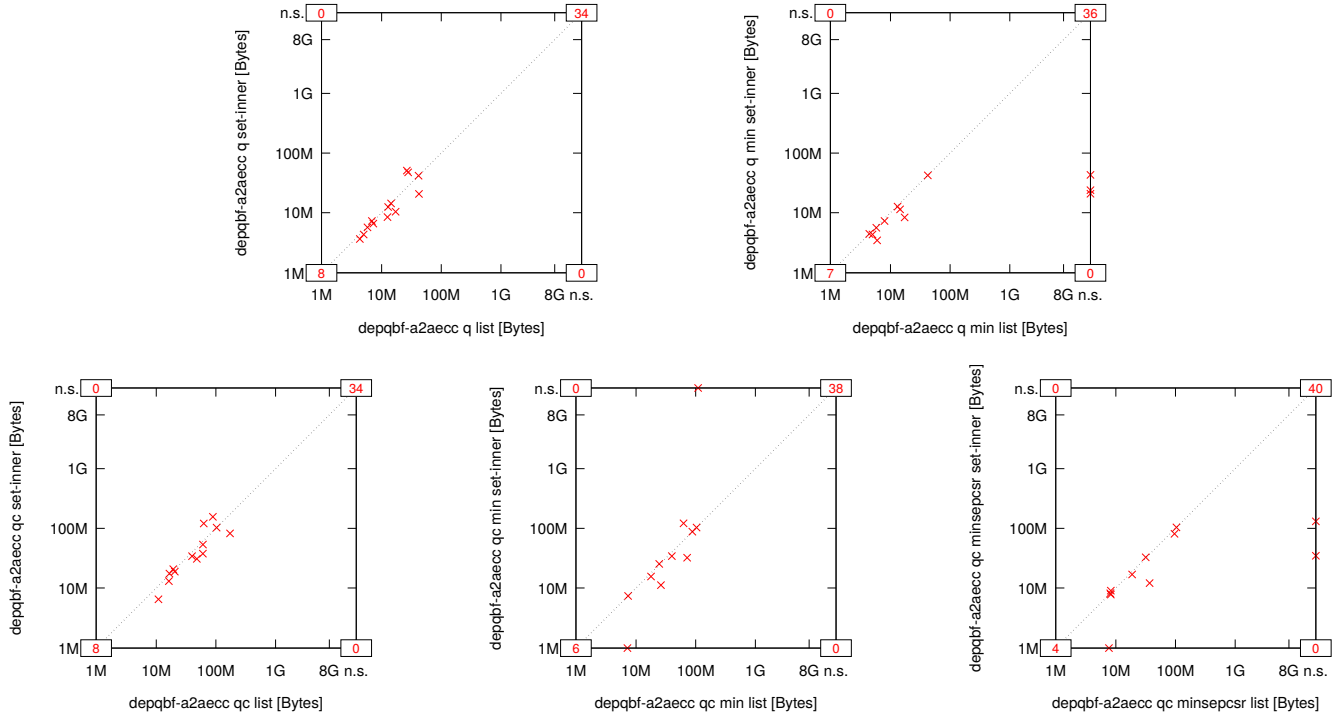 n.s. 0 34
8G
1G
100M
10M
1M 8 0
1M 10M 100M 1G 8G n.s.
depqbf-a2aecc q set-inner [Bytes]
depqbf-a2aecc q list [Bytes]
n.s. 0 36
8G
1G
100M
10M
1M 7 0
1M 10M 100M 1G 8G n.s.
depqbf-a2aecc q min set-inner [Bytes]
depqbf-a2aecc q min list [Bytes]
n.s. 0 34
8G
1G
100M
10M
1M 8 0
1M 10M 100M 1G 8G n.s.
depqbf-a2aecc qc set-inner [Bytes]
depqbf-a2aecc qc list [Bytes]
n.s. 0 38
8G
1G
100M
10M
1M 6 0
1M 10M 100M 1G 8G n.s.
depqbf-a2aecc qc min set-inner [Bytes]
depqbf-a2aecc qc min list [Bytes]
n.s. 0 40
8G
1G
100M
10M
1M 4 0
1M 10M 100M 1G 8G n.s.
depqbf-a2aecc qc minsepcsr set-inner [Bytes]
depqbf-a2aecc qc minsepcsr list [Bytes]